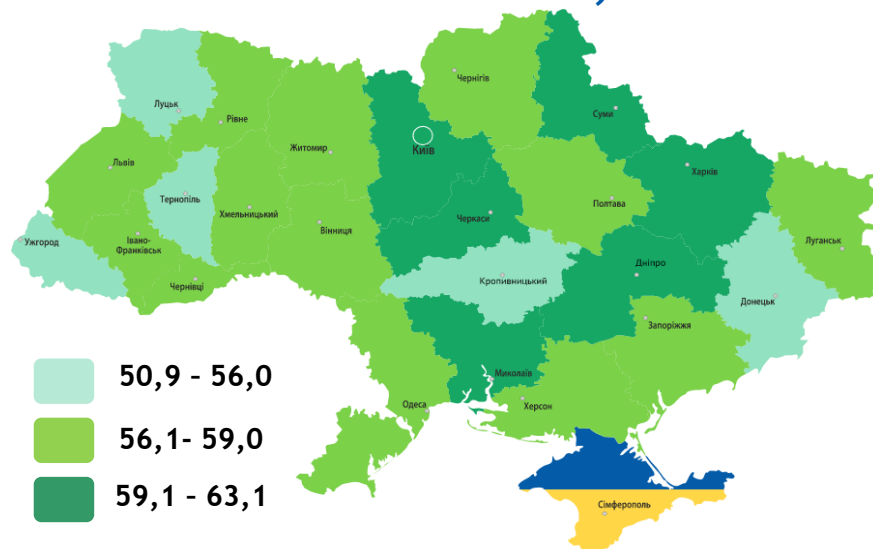 Чернігів
Луцьк
Суми
Рівне
Житомир
Київ
Львів
Харків
Тернопіль
Полтава
Хмельницький
Черкаси
Вінниця
Ужгород
Івано-
Франківськ
Луганськ
Дніпро
Чернівці
Кропивницький
Донецьк
Запоріжжя
50,9 - 56,0
Миколаїв
Одеса
Херсон
56,1- 59,0
59,1 - 63,1
Сімферополь